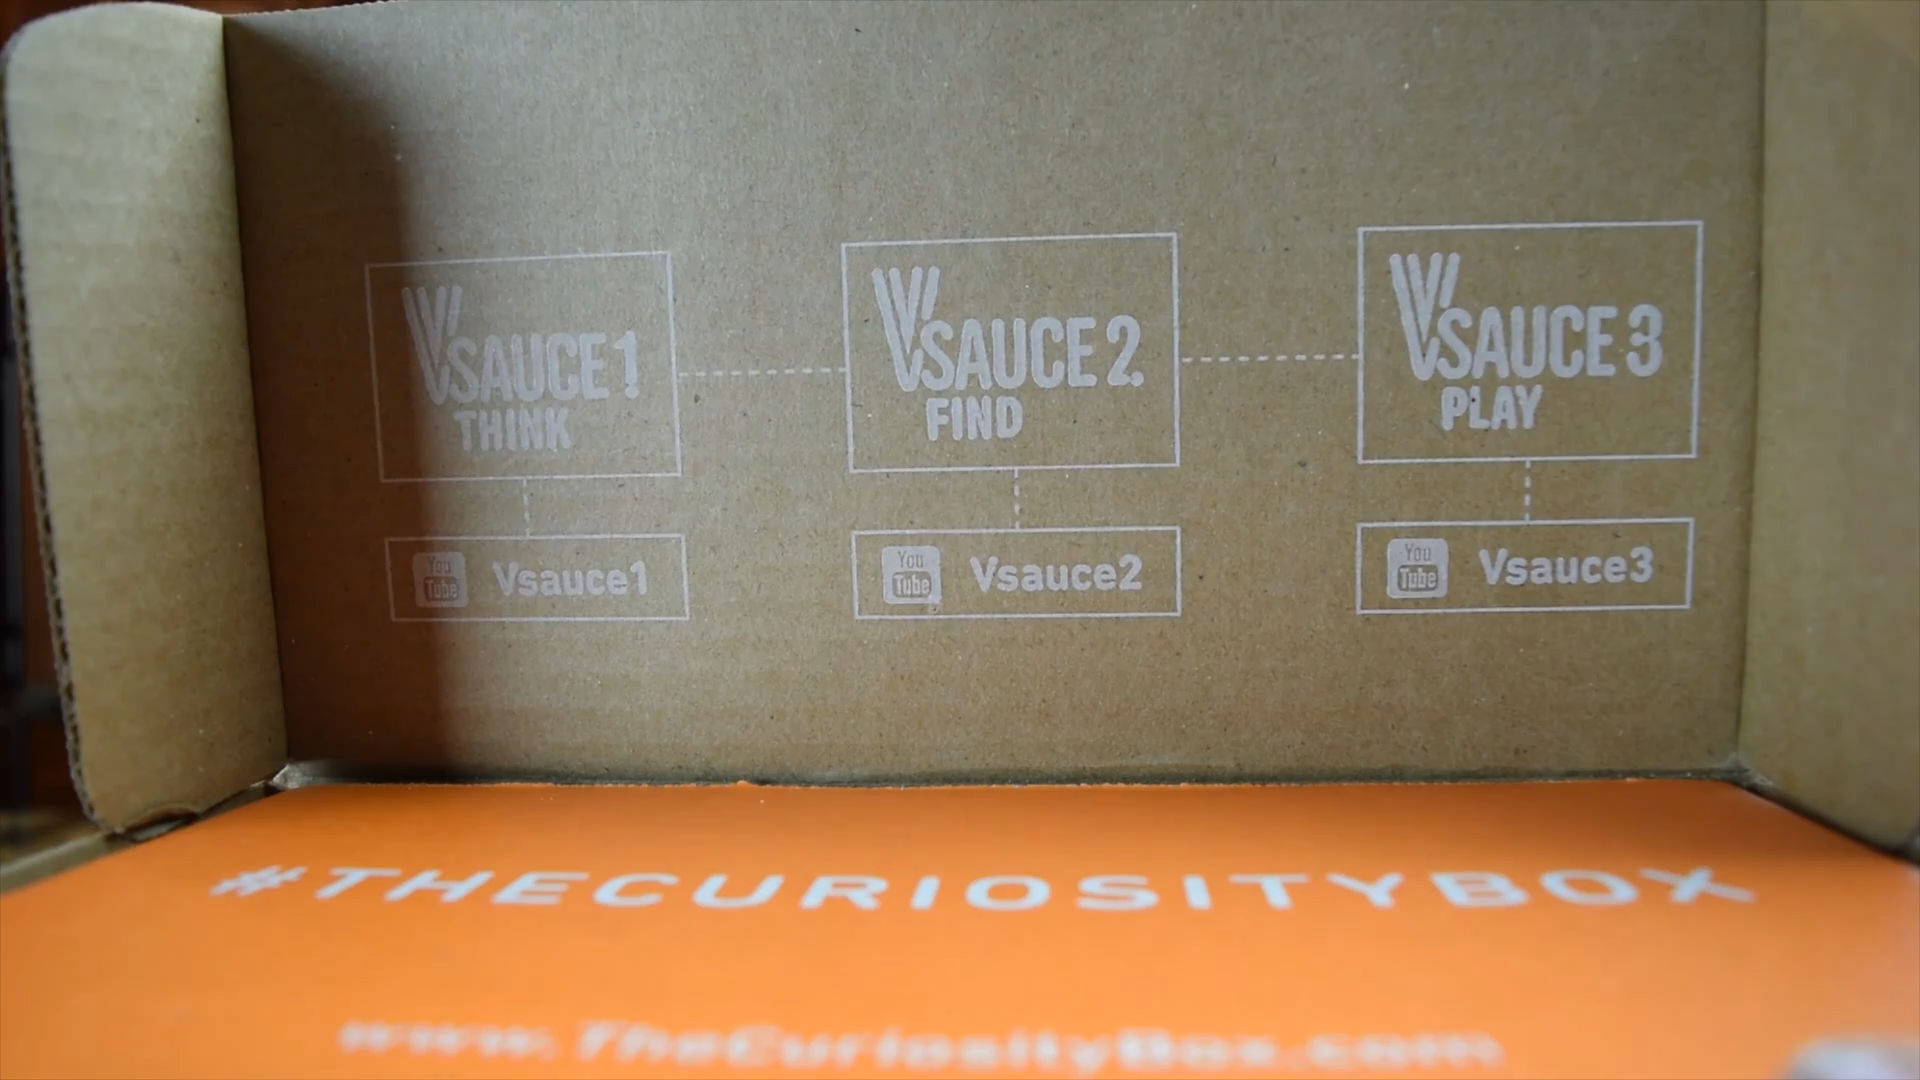 VSAUCE 1
THINK
VSAUCE 2
FIND
VSAUCE 3
PLAY
You Tube Vsauce1
You Tube Vsauce2
You Tube Vsauce3
#THECURIOSITYBOX
www.TheCuriosityBox.com